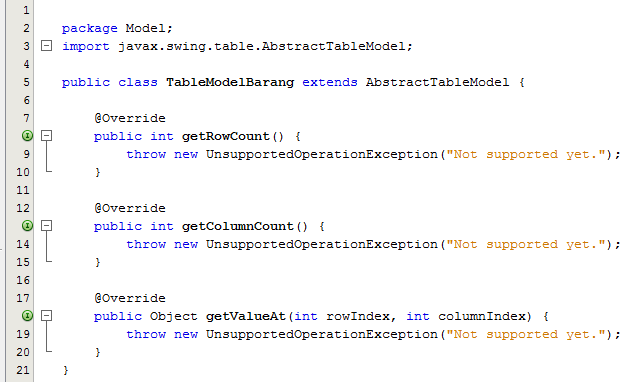 1
2 package Model;
3 import javax.swing.table.AbstractTableModel;
4
5 public class TableModelBarang extends AbstractTableModel {
6
7 @Override
8 public int getRowCount() {
9 throw new UnsupportedOperationException("Not supported yet.");
10 }
11
12 @Override
public int getColumnCount() {
14 throw new UnsupportedOperationException("Not supported yet.");
15 }
16
17 @Override
public Object getValueAt(int rowIndex, int columnIndex) {
19 throw new UnsupportedOperationException("Not supported yet.");
20 }
21 }